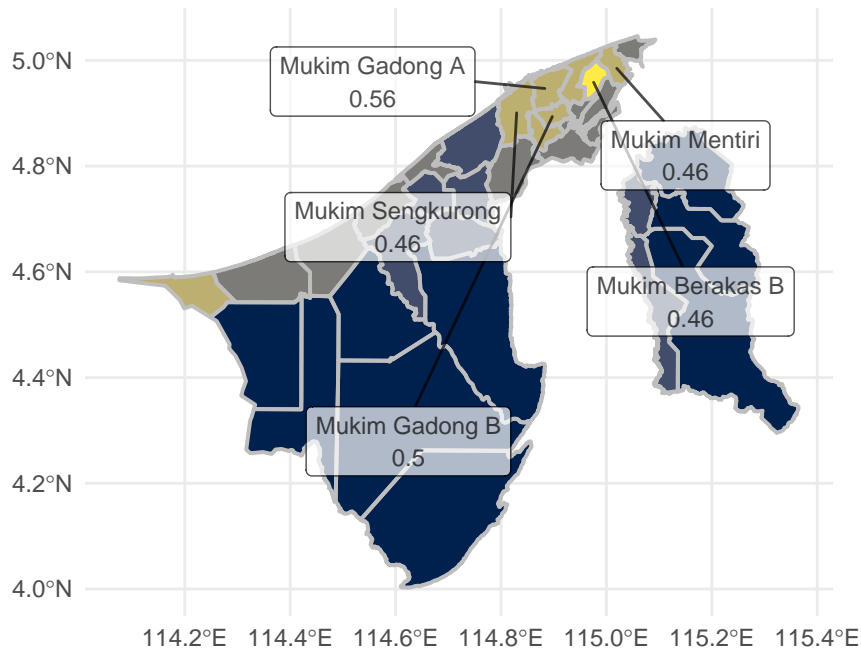 5.0°N
4.8°N
4.6°N
4.4°N
4.2°N
4.0°N
Mukim Gadong A
0.56
Mukim Mentiri
0.46
Mukim Sengkurong
0.46
Mukim Berakas B
0.46
Mukim Gadong B
0.5
114.2°E 114.4°E 114.6°E 114.8°E 115.0°E 115.2°E 115.4°E